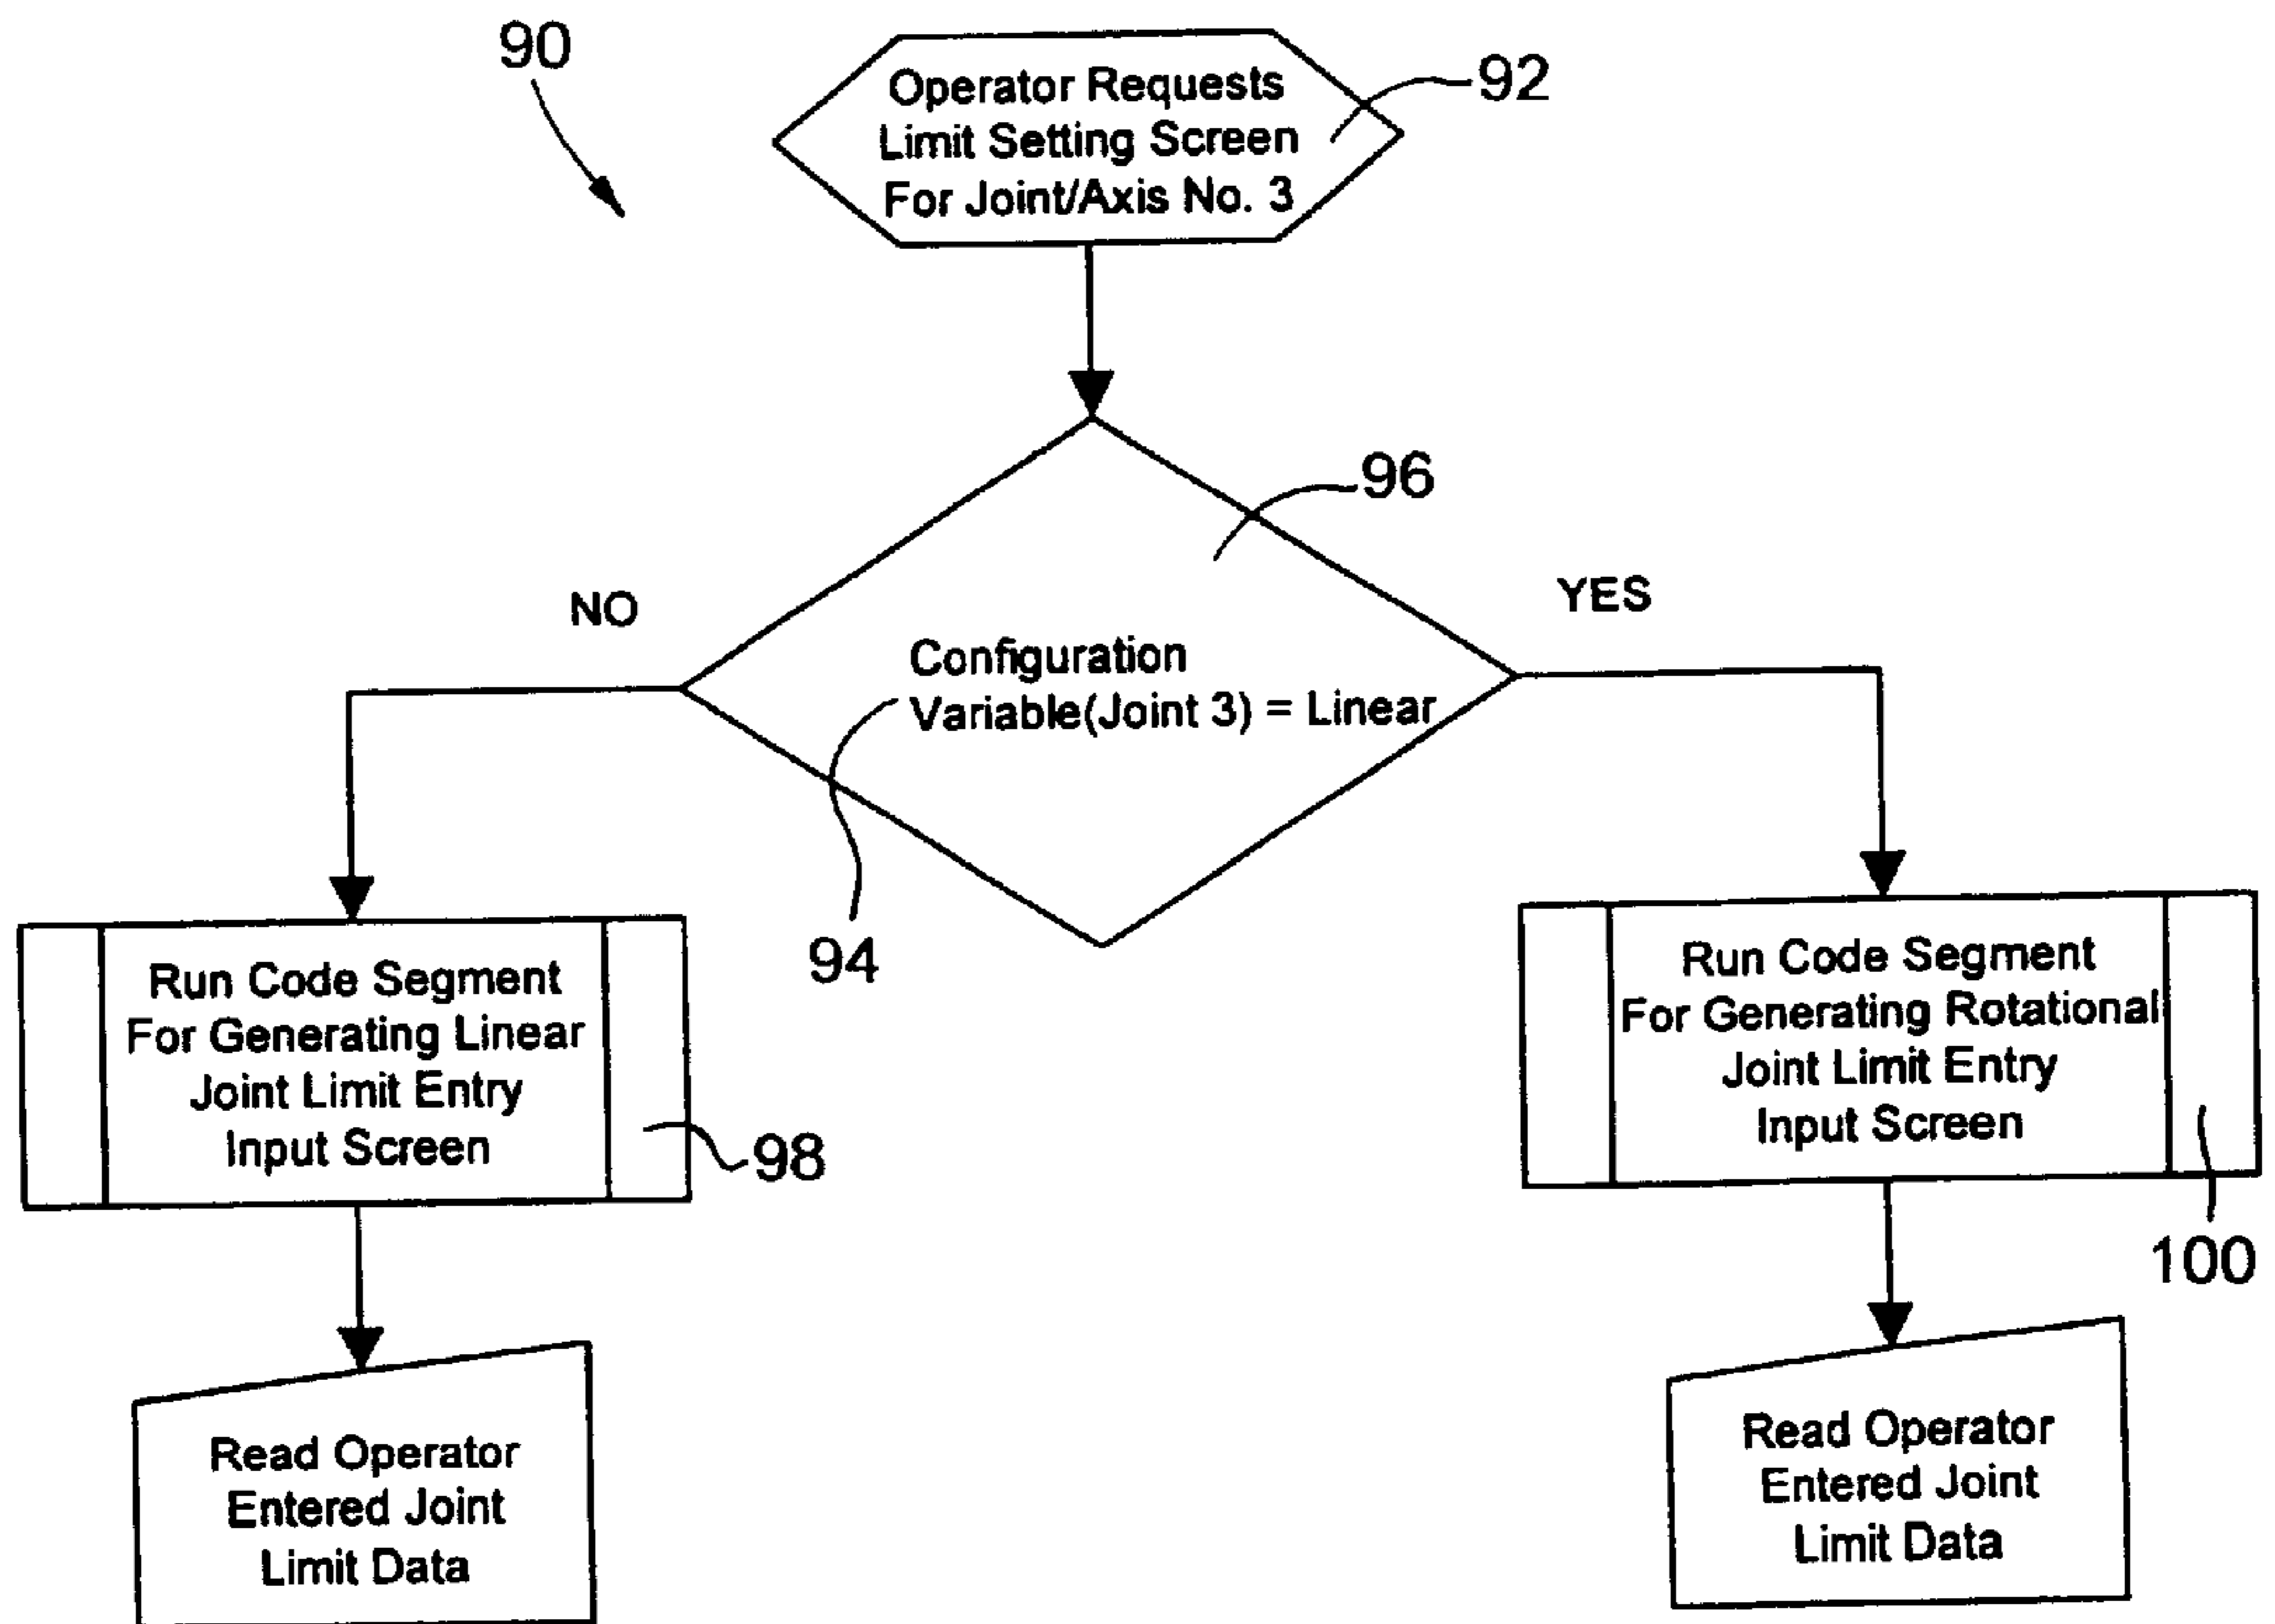 90
Operator Requests
Limit Setting Screen
For Joint/Axis No. 3
92
96
NO
YES
Configuration
Variable(Joint 3) = Linear
94
Run Code Segment
For Generating Linear
Joint Limit Entry
Input Screen
98
Run Code Segment
For Generating Rotational
Joint Limit Entry
Input Screen
100
Read Operator
Entered Joint
Limit Data
Read Operator
Entered Joint
Limit Data